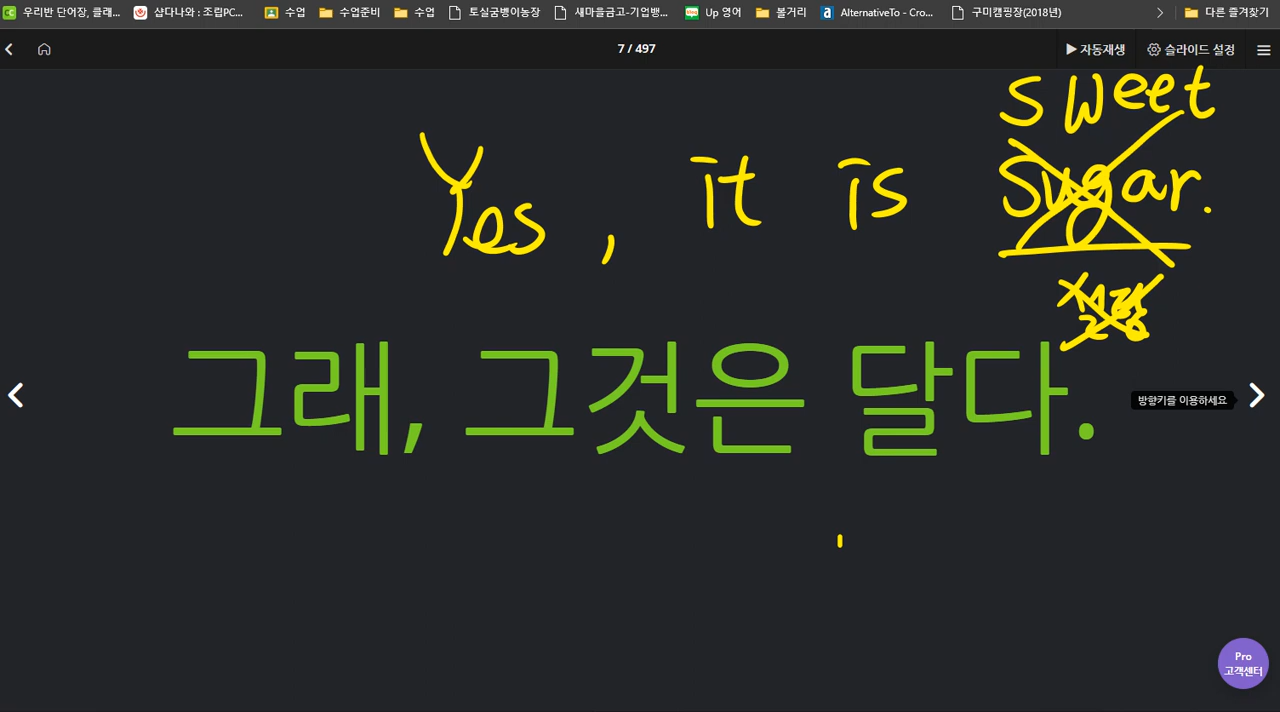 우리반 단어장, 클래... 샵다나와 : 조립PC... 수업 수업준비 수업 토실굼벵이농장 새마을금고-기업뱅... Up 영어 볼거리 AlternativeTo - Cro... 구미캠핑장(2018년) 다른 즐겨찾기
7 / 497 자동재생 슬라이드 설정
sweet
Yes, it is sugar.
그래, 그것은 달다.
방향키를 이용하세요
Pro
고객센터